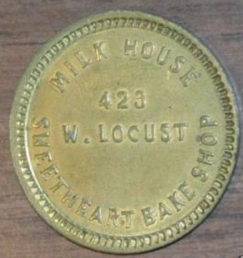 MILK HOUSE
423
W. LOCUST
SWEETHEART BAKE SHOP